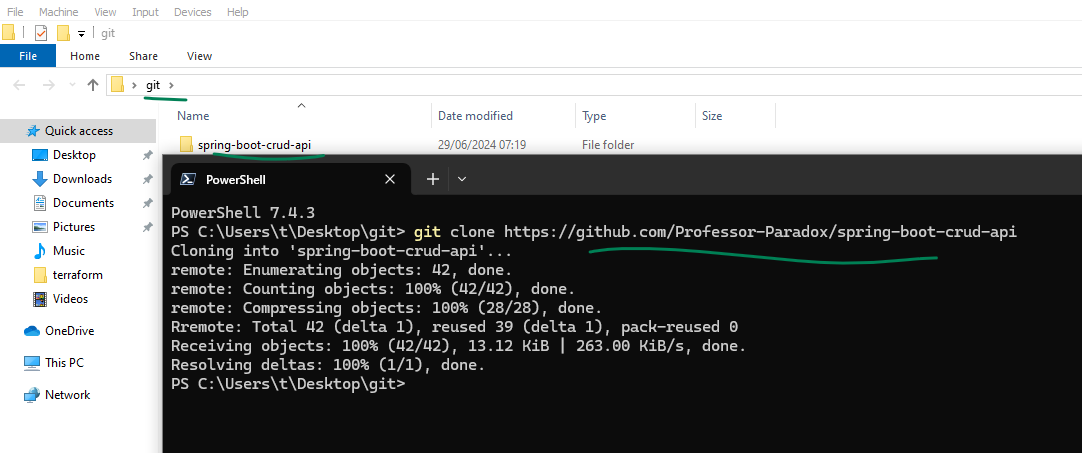 File Machine View Input Devices Help
git
File Home Share View
git
Name Date modified Type Size
Quick access
spring-boot-crud-api 29/06/2024 07:19 File folder
Desktop
Downloads
Documents
Pictures
Music
terraform
Videos
OneDrive
This PC
Network
PowerShell
PowerShell 7.4.3
PS C:\Users\t\Desktop\git> git clone https://github.com/Professor-Paradox/spring-boot-crud-api
Cloning into 'spring-boot-crud-api'...
remote: Enumerating objects: 42, done.
remote: Counting objects: 100% (42/42), done.
remote: Compressing objects: 100% (28/28), done.
Rremote: Total 42 (delta 1), reused 39 (delta 1), pack-reused 0
Receiving objects: 100% (42/42), 13.12 KiB | 263.00 KiB/s, done.
Resolving deltas: 100% (1/1), done.
PS C:\Users\t\Desktop\git>